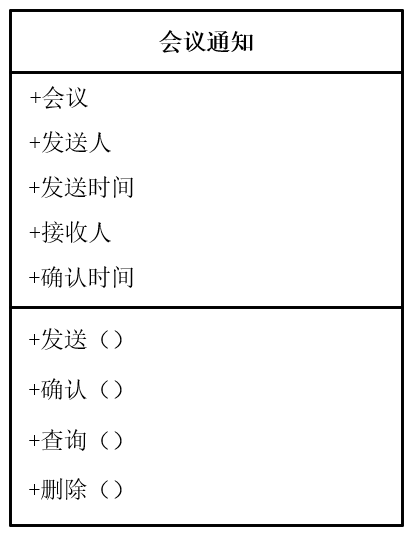 会议通知
+会议
+发送人
+发送时间
+接收人
+确认时间
+发送（）
+确认（）
+查询（）
+删除（）